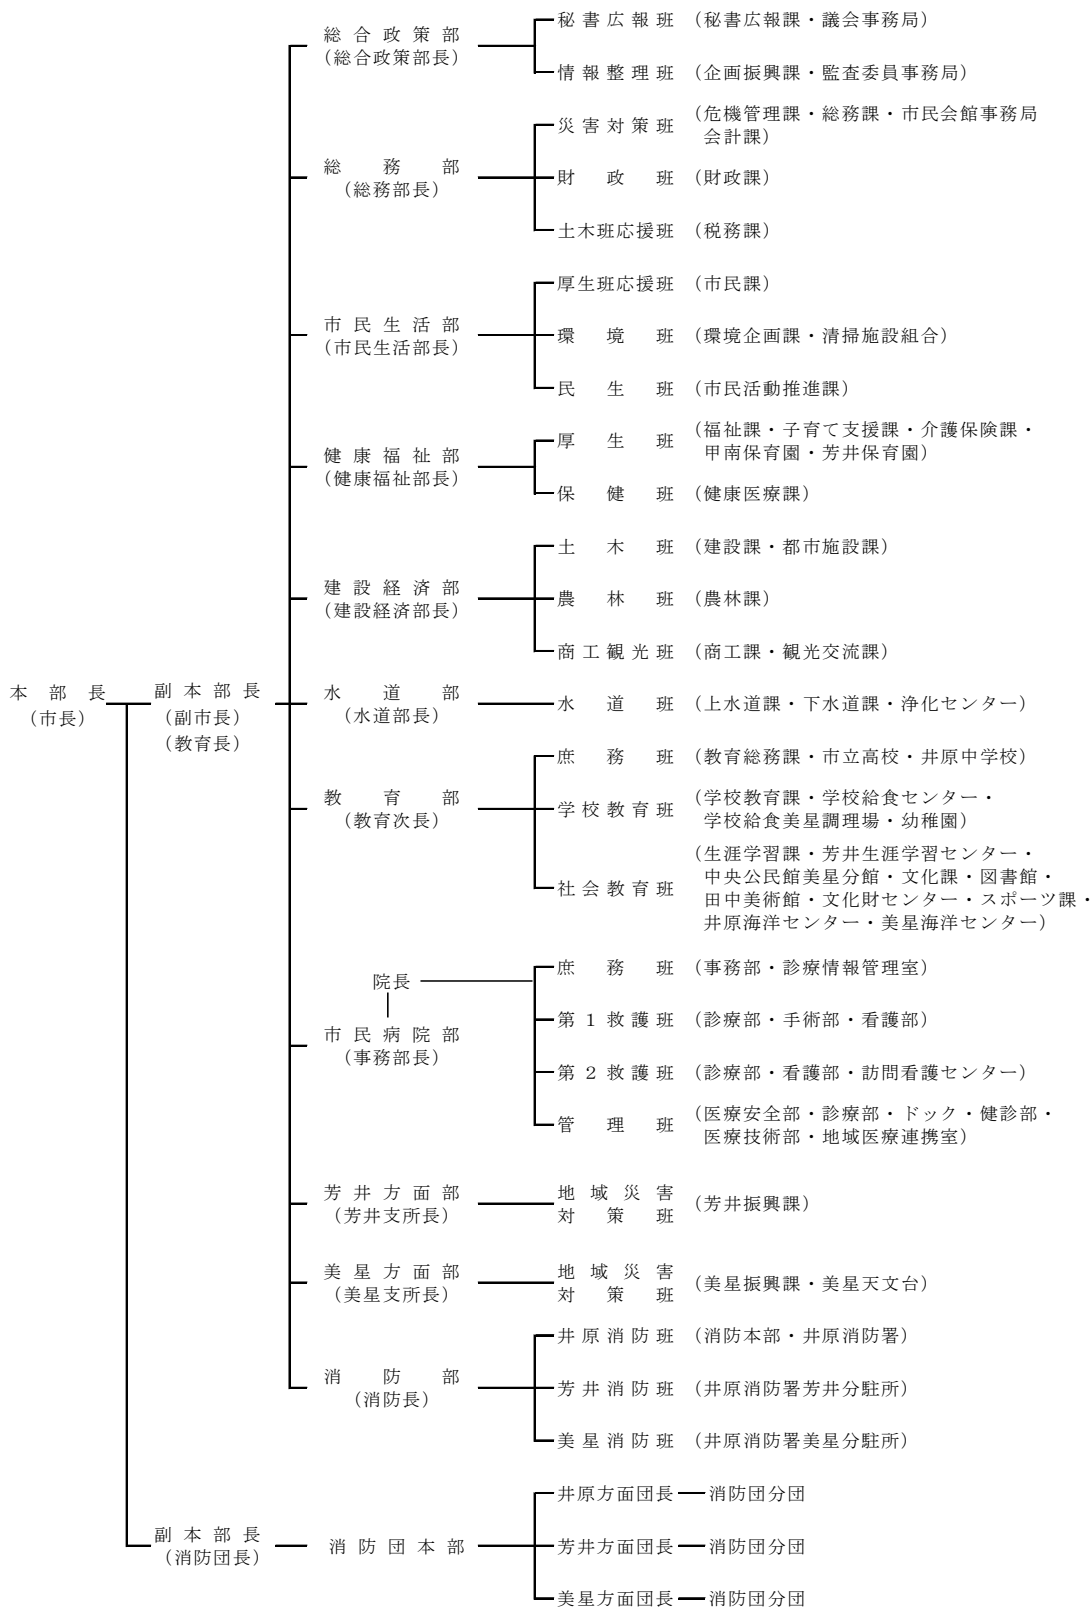 本部長
（市長）
副本部長
（副市長）
（教育長）
総合政策部
（総合政策部長）
秘書広報班 （秘書広報課・議会事務局）
情報整理班 （企画振興課・監査委員事務局）
総務部
（総務部長）
災害対策班 （危機管理課・総務課・市民会館事務局
会計課）
財政班 （財政課）
土木班応援班 （税務課）
市民生活部
（市民生活部長）
厚生班応援班 （市民課）
環境班 （環境企画課・清掃施設組合）
民生班 （市民活動推進課）
健康福祉部
（健康福祉部長）
厚生班 （福祉課・子育て支援課・介護保険課・
甲南保育園・芳井保育園）
保健班 （健康医療課）
建設経済部
（建設経済部長）
土木班 （建設課・都市施設課）
農林班 （農林課）
商工観光班 （商工課・観光交流課）
水道部
（水道部長）
水道班 （上水道課・下水道課・浄化センター）
教育部
（教育次長）
庶務班 （教育総務課・市立高校・井原中学校）
学校教育班 （学校教育課・学校給食センター・
学校給食美星調理場・幼稚園）
社会教育班 （生涯学習課・芳井生涯学習センター・
中央公民館美星分館・文化課・図書館・
田中美術館・文化財センター・スポーツ課・
井原海洋センター・美星海洋センター）
院長
市民病院部
（事務部長）
庶務班 （事務部・診療情報管理室）
第１救護班 （診療部・手術部・看護部）
第２救護班 （診療部・看護部・訪問看護センター）
管理班 （医療安全部・診療部・ドック・健診部・
医療技術部・地域医療連携室）
芳井方面部
（芳井支所長）
地域災害
対策班 （芳井振興課）
美星方面部
（美星支所長）
地域災害
対策班 （美星振興課・美星天文台）
消防部
（消防長）
井原消防班 （消防本部・井原消防署）
芳井消防班 （井原消防署芳井分駐所）
美星消防班 （井原消防署美星分駐所）
副本部長
（消防団長）
消防団本部
井原方面団長 消防団分団
芳井方面団長 消防団分団
美星方面団長 消防団分団